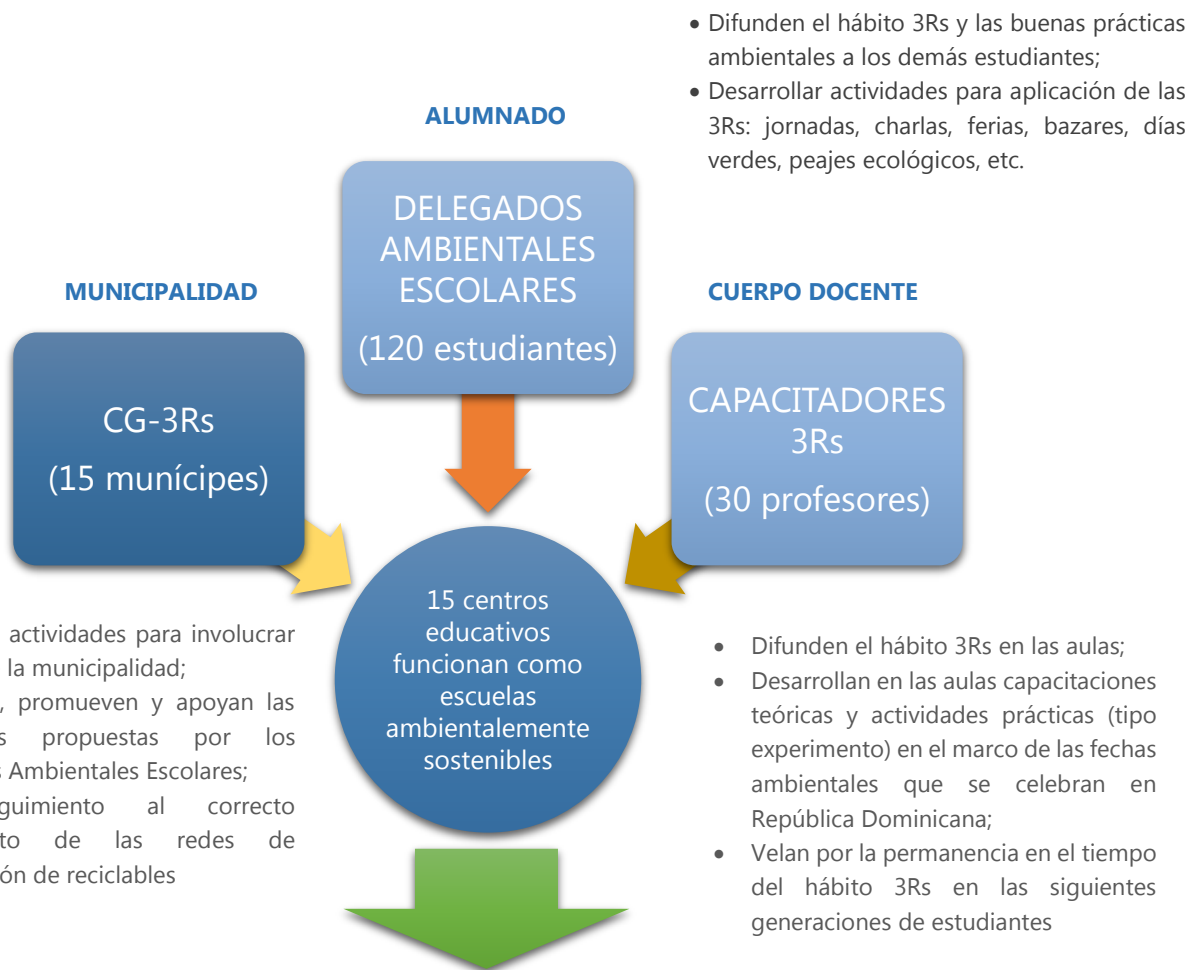 • Difunden el hábito 3Rs y las buenas prácticas
ambientales a los demás estudiantes;
• Desarrollar actividades para aplicación de las
3Rs: jornadas, charlas, ferias, bazares, días
verdes, peajes ecológicos, etc.
ALUMNADO
DELEGADOS
AMBIENTALES
ESCOLARES
(120 estudiantes)
MUNICIPALIDAD
CG-3Rs
(15 munícipes)
CUERPO DOCENTE
CAPACITADORES
3Rs
(30 profesores)
15 centros
educativos
funcionan como
escuelas
ambientalemente
sostenibles
actividades para involucrar
la municipalidad;
, promueven y apoyan las
s propuestas por los
s Ambientales Escolares;
guimiento al correcto
to de las redes de
ón de reciclables
• Difunden el hábito 3Rs en las aulas;
• Desarrollan en las aulas capacitaciones
teóricas y actividades prácticas (tipo
experimento) en el marco de las fechas
ambientales que se celebran en
República Dominicana;
• Velan por la permanencia en el tiempo
del hábito 3Rs en las siguientes
generaciones de estudiantes